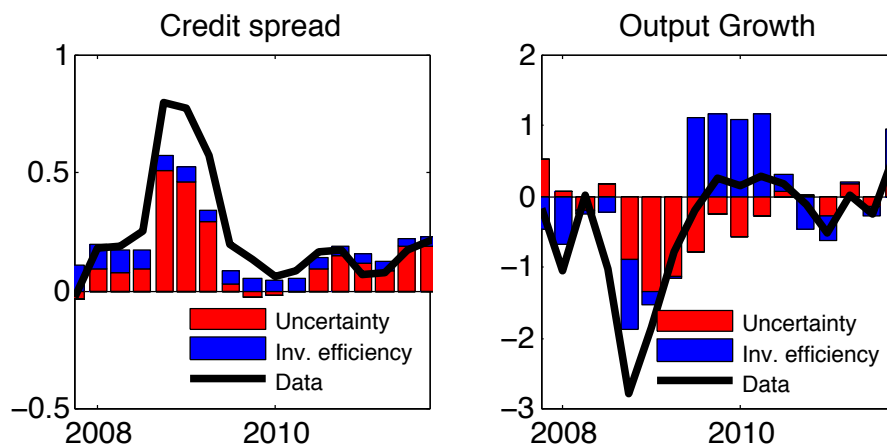 Credit spread
1
0.5
0
−0.5
2008
2010
Uncertainty
Inv. efficiency
Data
Output Growth
2
1
0
−1
−2
−3
2008
2010
Uncertainty
Inv. efficiency
Data